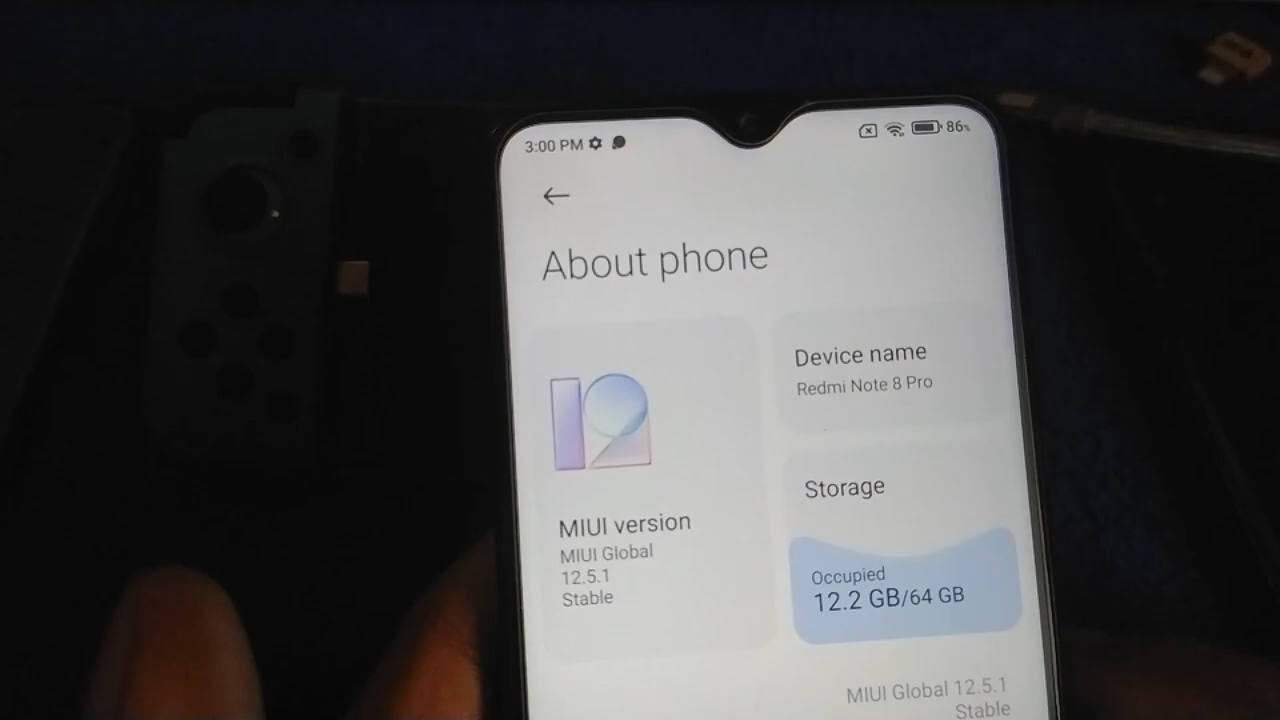 3:00 PM
86%
About phone
12
MIUI version
MIUI Global
12.5.1
Stable
Device name
Redmi Note 8 Pro
Storage
Occupied
12.2 GB/64 GB
MIUI Global 12.5.1
Stable